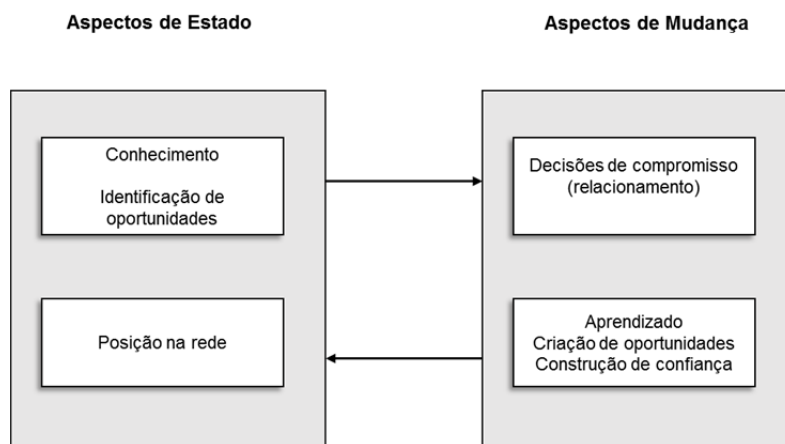 Aspectos de Estado
Aspectos de Mudança
Conhecimento
Identificação de
oportunidades
Decisões de compromisso
(relacionamento)
Posição na rede
Aprendizado
Criação de oportunidades
Construção de confiança